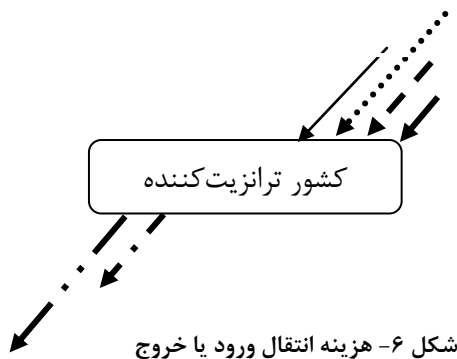 کشور ترانزیت‌کننده
شکل ۶- هزینه انتقال ورود یا خروج